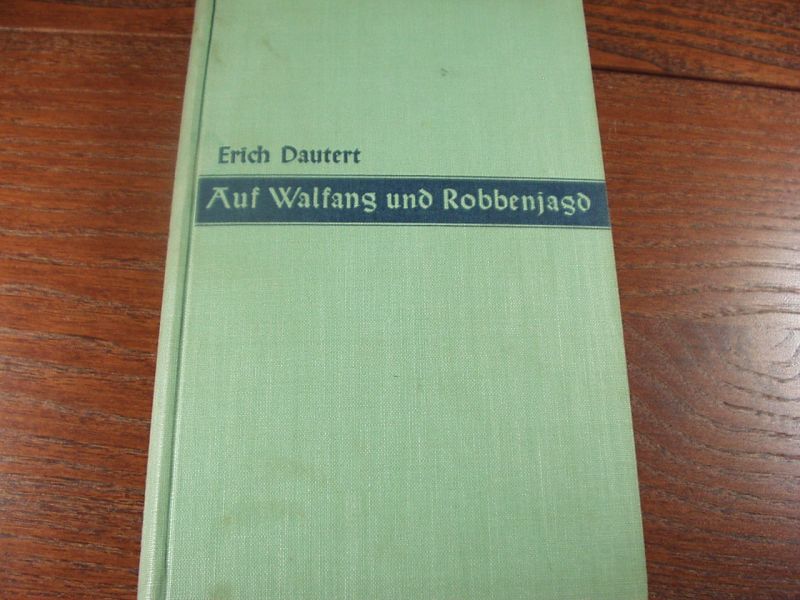 Erich Dautert
Auf Walfang und Robbenjagd